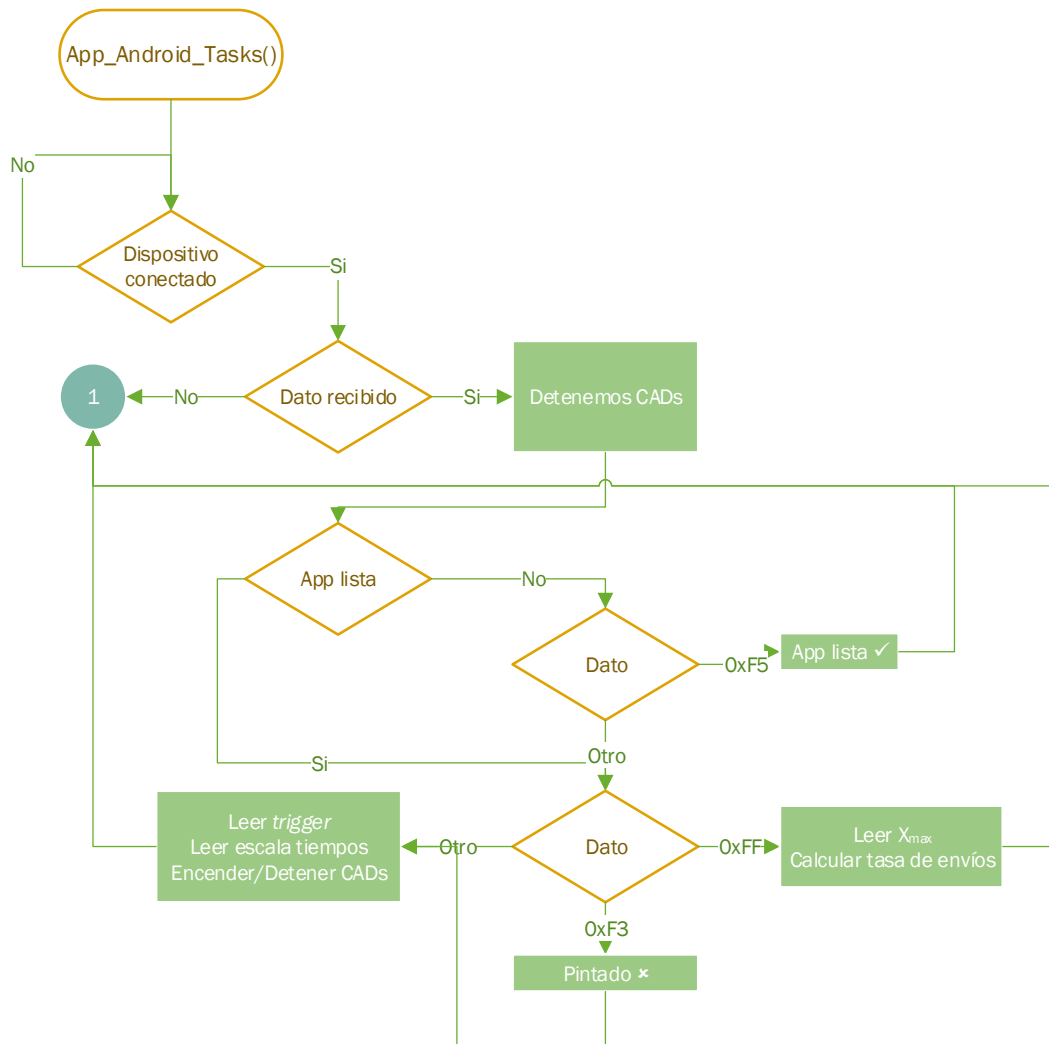 App_Android_Tasks()
No
Dispositivo
conectado
Si
1
No
Dato recibido
Si
Detenemos CADs
App lista
No
Dato
0xF5
App lista ✓
Otro
Si
Leer trigger
Leer escala tiempos
Encender/Detener CADs
Otro
Dato
0xFF
Leer Xmax
Calcular tasa de envíos
0xF3
Pintado ×